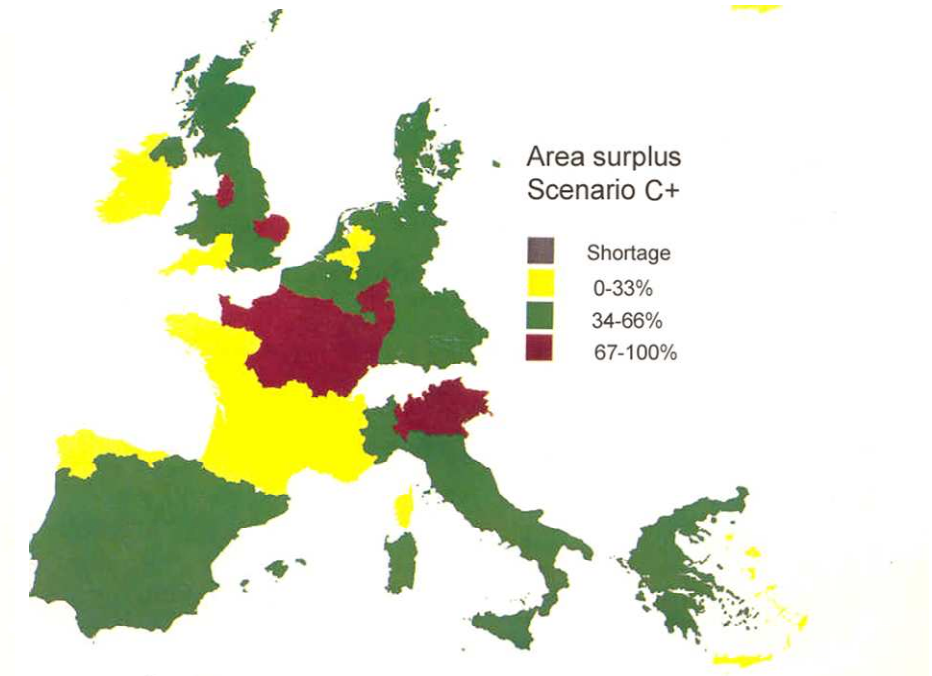 Area surplus
Scenario C+
Shortage
0-33%
34-66%
67-100%